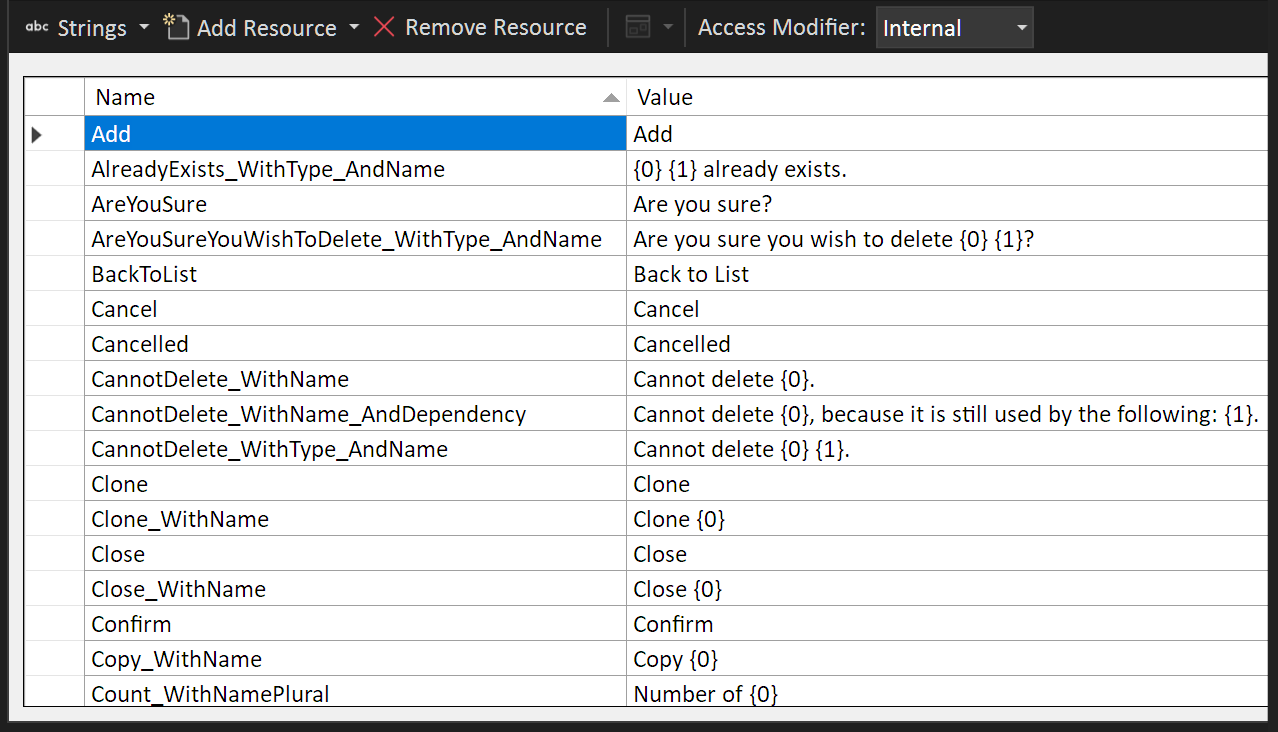 abc Strings Add Resource Remove Resource Access Modifier: Internal
Name Value
Add Add
AlreadyExists_WithType_AndName {0} {1} already exists.
AreYouSure Are you sure?
AreYouSureYouWishToDelete_WithType_AndName Are you sure you wish to delete {0} {1}?
BackToList Back to List
Cancel Cancel
Cancelled Cancelled
CannotDelete_WithName Cannot delete {0}.
CannotDelete_WithName_AndDependency Cannot delete {0}, because it is still used by the following: {1}.
CannotDelete_WithType_AndName Cannot delete {0} {1}.
Clone Clone
Clone_WithName Clone {0}
Close Close
Close_WithName Close {0}
Confirm Confirm
Copy_WithName Copy {0}
Count_WithNamePlural Number of {0}